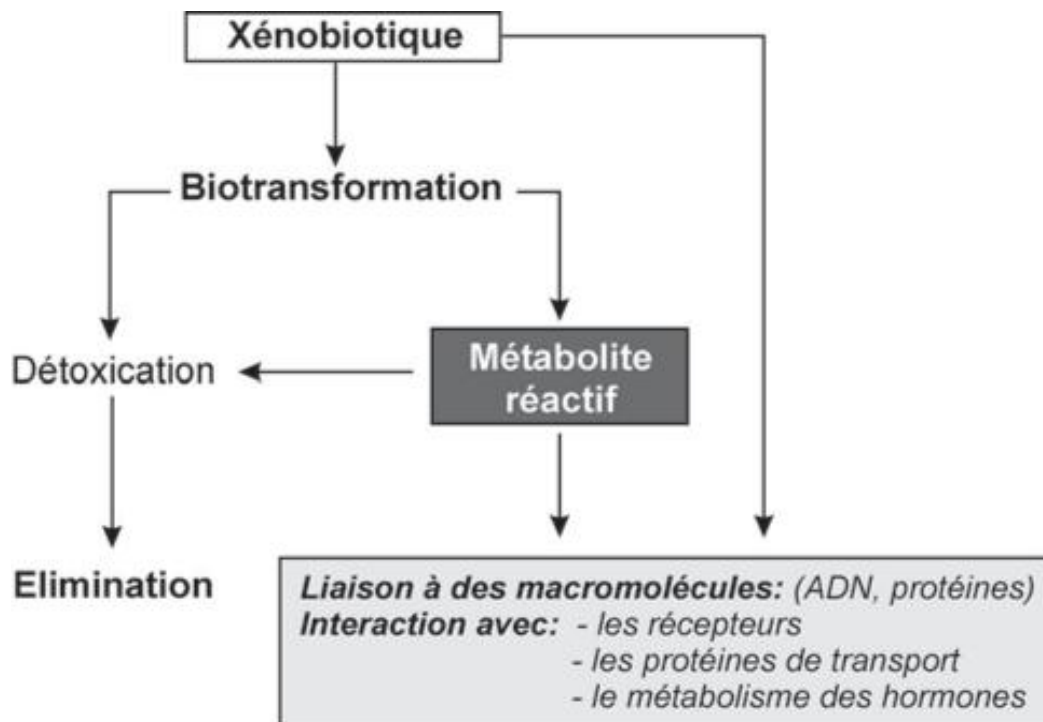 Xénobiotique
Biotransformation
Détoxication
Métabolite
réactif
Elimination
Liaison à des macromolécules: (ADN, protéines)
Interaction avec: - les récepteurs
- les protéines de transport
- le métabolisme des hormones